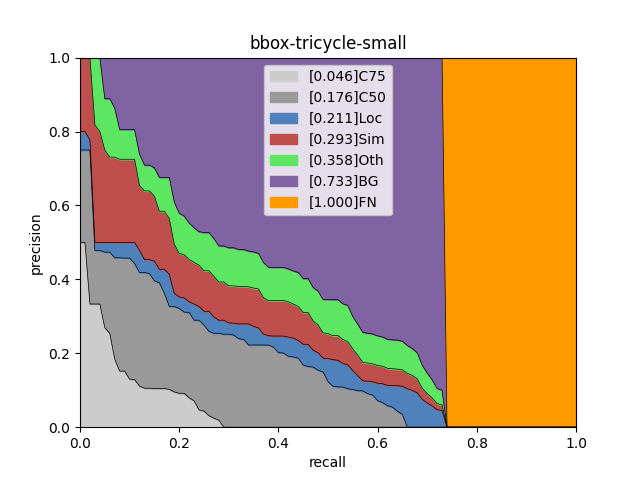 bbox-tricycle-small
1.0
0.8
0.6
0.4
0.2
0.0
precision
[0.046]C75
[0.176]C50
[0.211]Loc
[0.293]Sim
[0.358]Oth
[0.733]BG
[1.000]FN
0.0 0.2 0.4 0.6 0.8 1.0
recall